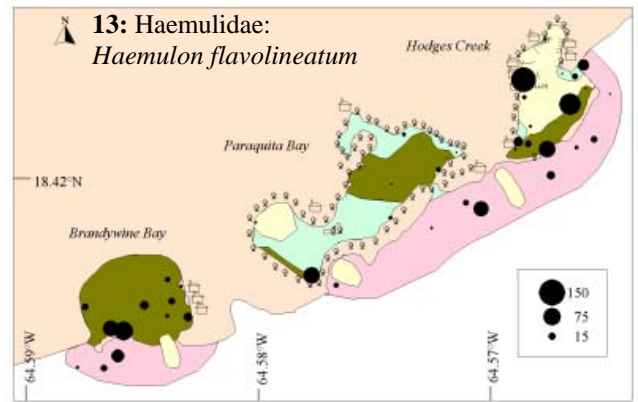 N
13: Haemulidae:
Haemulon flavolineatum
Hodges Creek
Paraquita Bay
18.42°N
Brandywine Bay
150
75
15
64.59°W
64.58°W
64.57°W